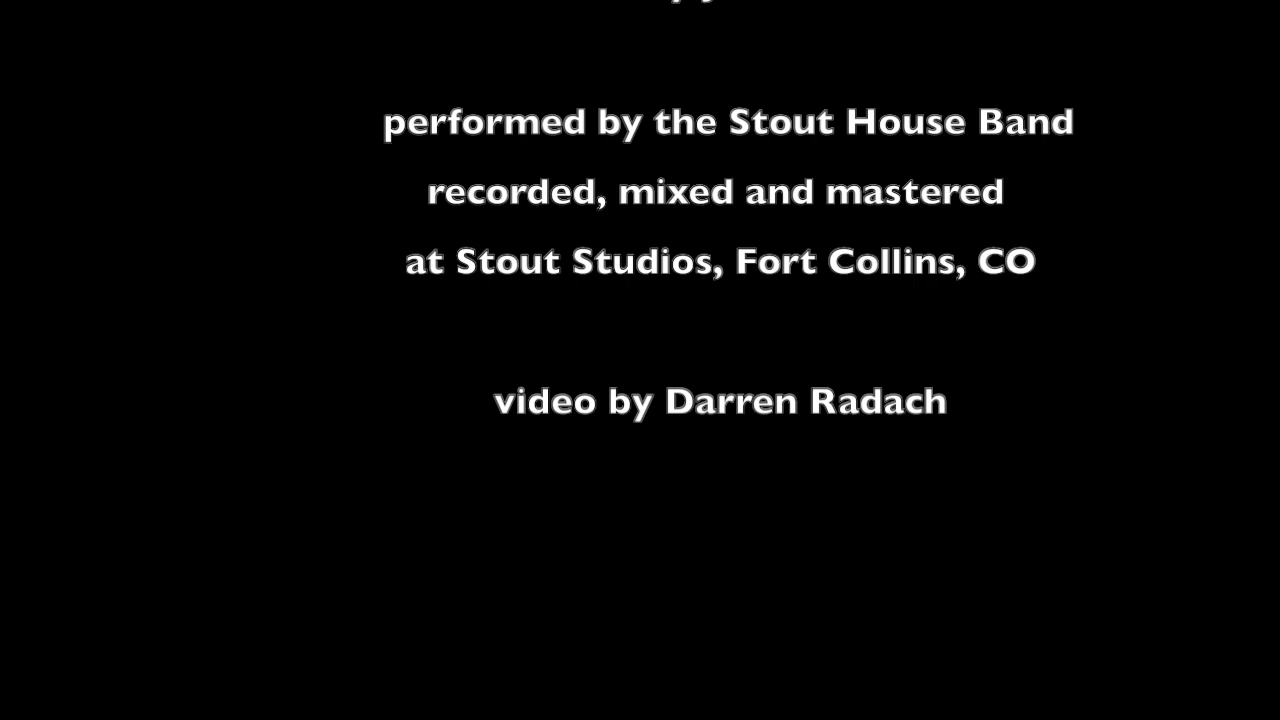 performed by the Stout House Band
recorded, mixed and mastered
at Stout Studios, Fort Collins, CO
video by Darren Radach